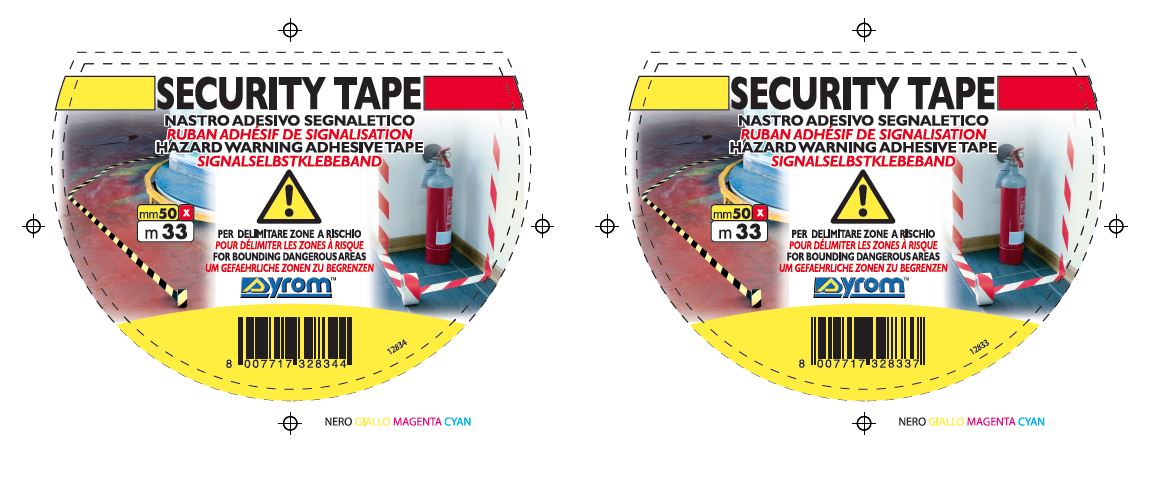 SECURITY TAPE
NASTRO ADESIVO SEGNALETICO
RUBAN ADHÉSIF DE SIGNALISATION
HAZARD WARNING ADHESIVE TAPE
SIGNALSELBSTKLEBEBAND
mm50 x
m 33
PER DELIMITARE ZONE A RISCHIO
POUR DÉLIMITER LES ZONES À RISQUE
FOR BOUNDING DANGEROUS AREAS
UM GEFAEHRLICHE ZONEN ZU BEGRENZEN
Syrom™
8 007717 328344
12834
NERO GIALLO MAGENTA CYAN
SECURITY TAPE
NASTRO ADESIVO SEGNALETICO
RUBAN ADHÉSIF DE SIGNALISATION
HAZARD WARNING ADHESIVE TAPE
SIGNALSELBSTKLEBEBAND
mm50 x
m 33
PER DELIMITARE ZONE A RISCHIO
POUR DÉLIMITER LES ZONES À RISQUE
FOR BOUNDING DANGEROUS AREAS
UM GEFAEHRLICHE ZONEN ZU BEGRENZEN
Syrom™
8 007717 328337
12833
NERO GIALLO MAGENTA CYAN